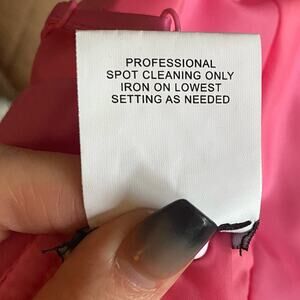 PROFESSIONAL
SPOT CLEANING ONLY
IRON ON LOWEST
SETTING AS NEEDED